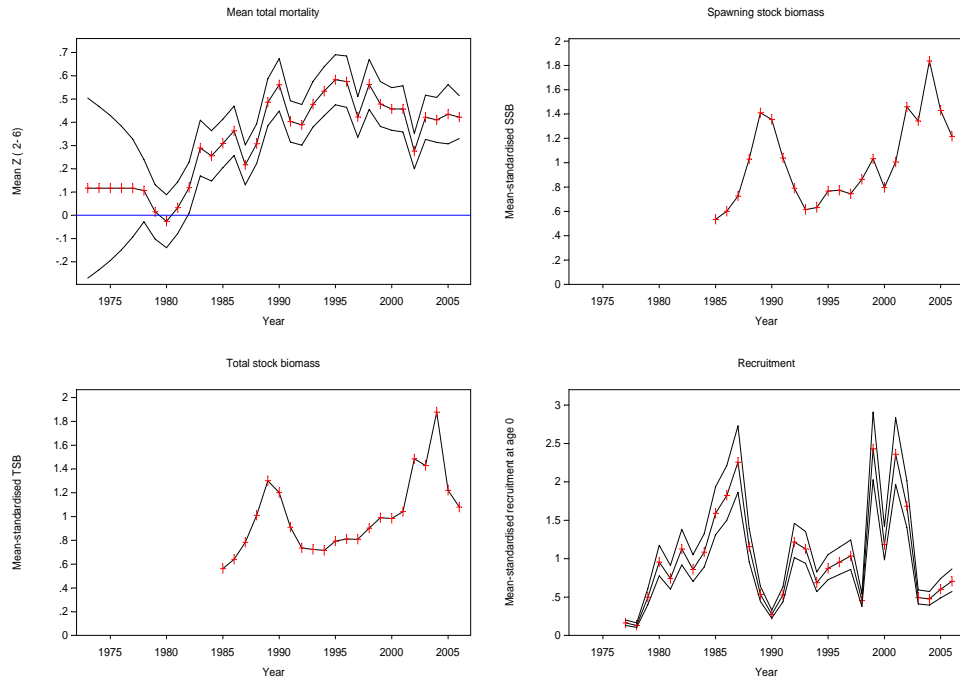 Mean total mortality
Mean Z ( 2- 6)
.7
.6
.5
.4
.3
.2
.1
0
-.1
-.2
1975 1980 1985 1990 1995 2000 2005
Year
Spawning stock biomass
Mean-standardised SSB
2
1.8
1.6
1.4
1.2
1
.8
.6
.4
.2
0
1975 1980 1985 1990 1995 2000 2005
Year
Total stock biomass
Mean-standardised TSB
2
1.8
1.6
1.4
1.2
1
.8
.6
.4
.2
0
1975 1980 1985 1990 1995 2000 2005
Year
Recruitment
Mean-standardised recruitment at age 0
3
2.5
2
1.5
1
.5
0
1975 1980 1985 1990 1995 2000 2005
Year